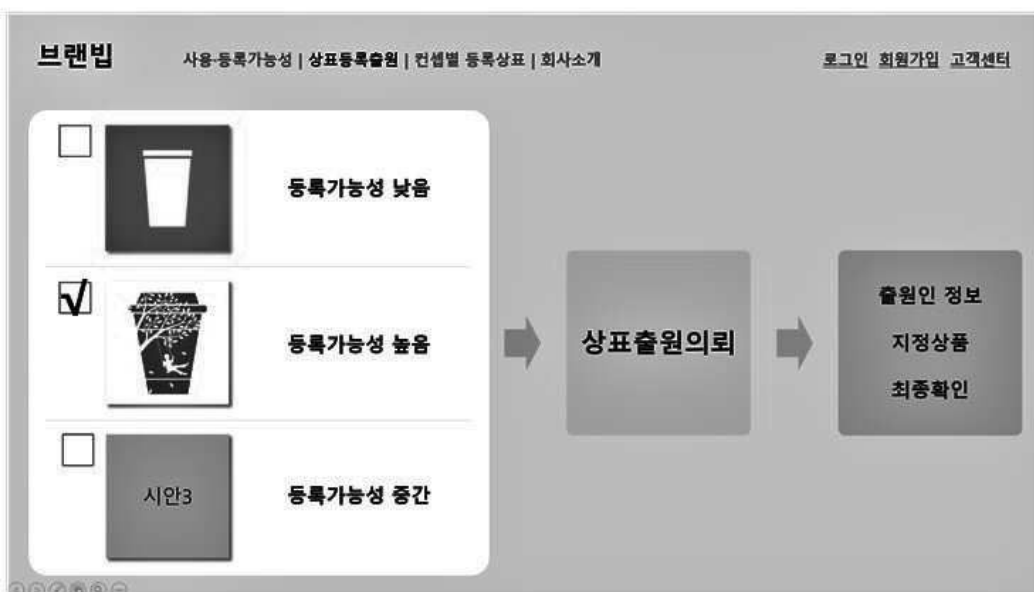 브랜빕
사용·등록가능성 | 상표등록출원 | 컨셉별 등록상표 | 회사소개
로그인 회원가입 고객센터
등록가능성 낮음
√
등록가능성 높음
시안3
등록가능성 중간
상표출원의뢰
출원인 정보
지정상품
최종확인